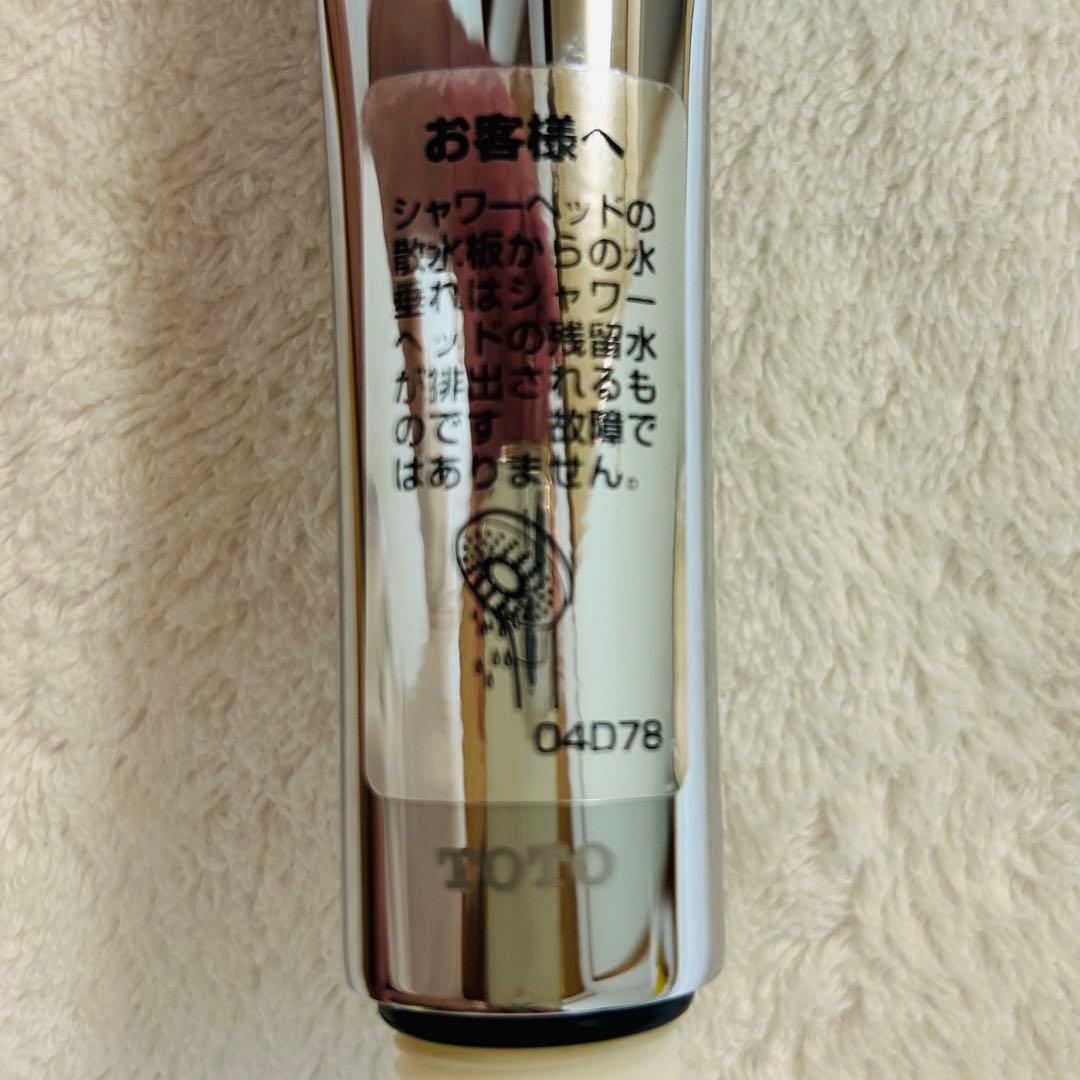 お客様へ
シャワーヘッドの
散水板からの水
垂れはシャワー
ヘッドの残留水
が排出されるも
のです 故障で
はありません。
04D78
TOTO